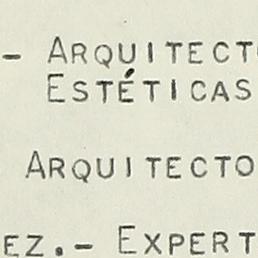 - ARQUITECTO
ESTÉTICAS
ARQUITECTO
EZ.- EXPERT